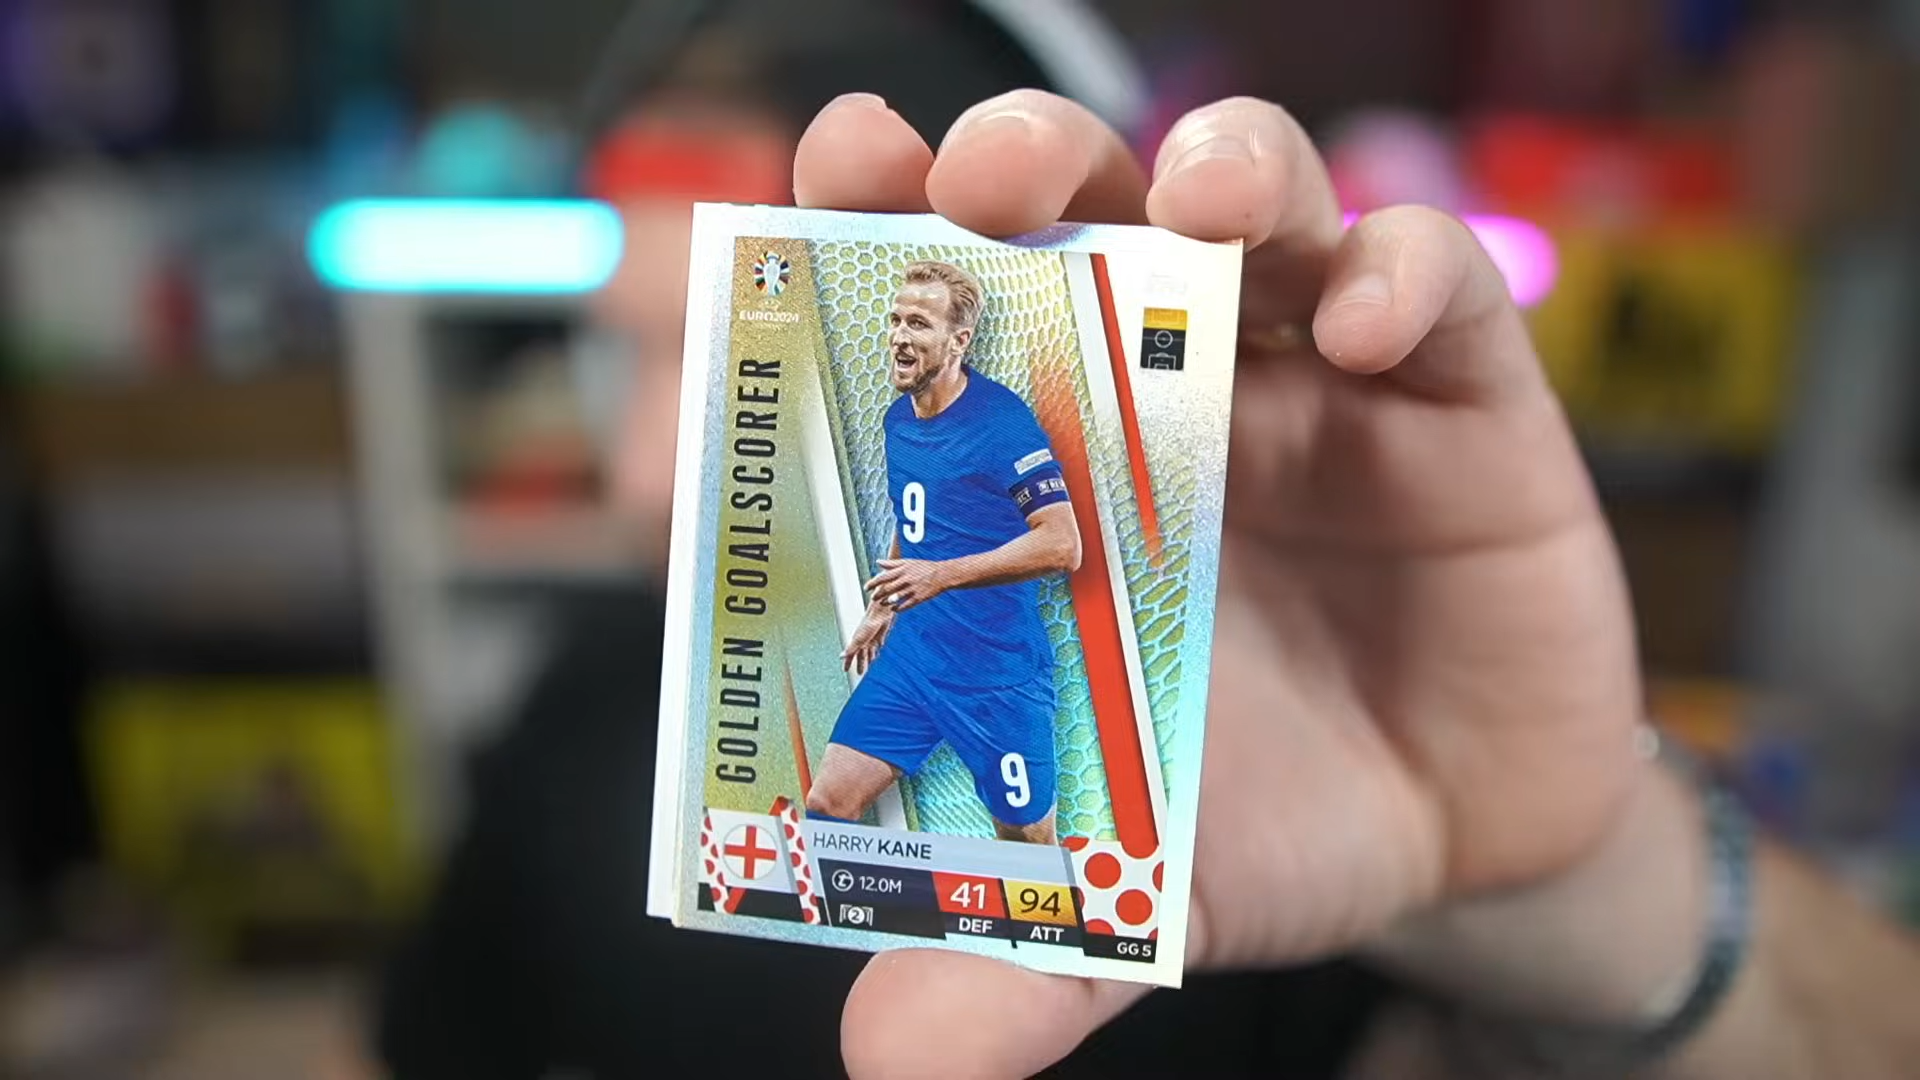 EURO2024
GOLDEN GOALSCORER
9
9
HARRY KANE
12.0M
41
94
2
DEF
ATT
GG 5